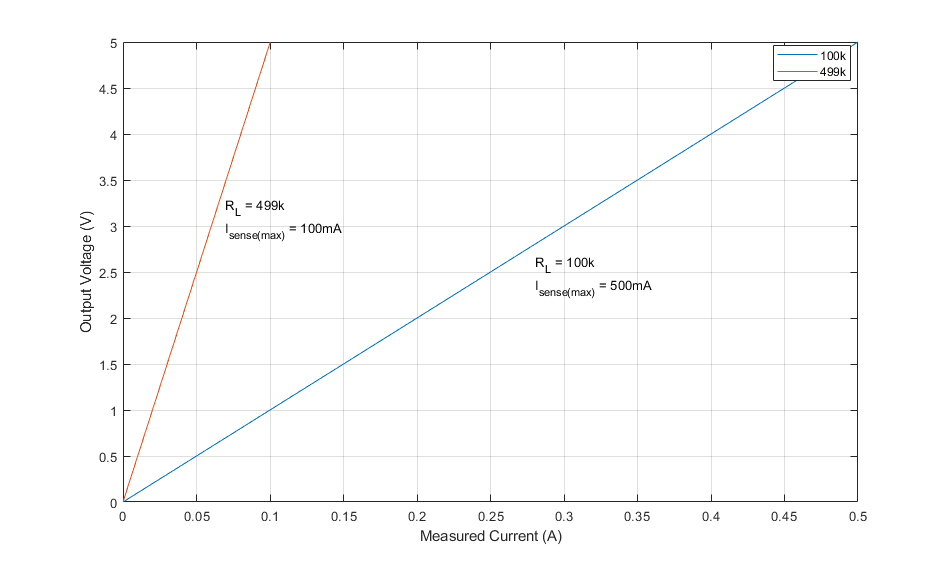 5
4.5
4
3.5
3
2.5
2
1.5
1
0.5
0
0
0.05
0.1
0.15
0.2
0.25
0.3
0.35
0.4
0.45
0.5
Output Voltage (V)
Measured Current (A)
100k
499k
RL = 499k
Isense(max) = 100mA
RL = 100k
Isense(max) = 500mA